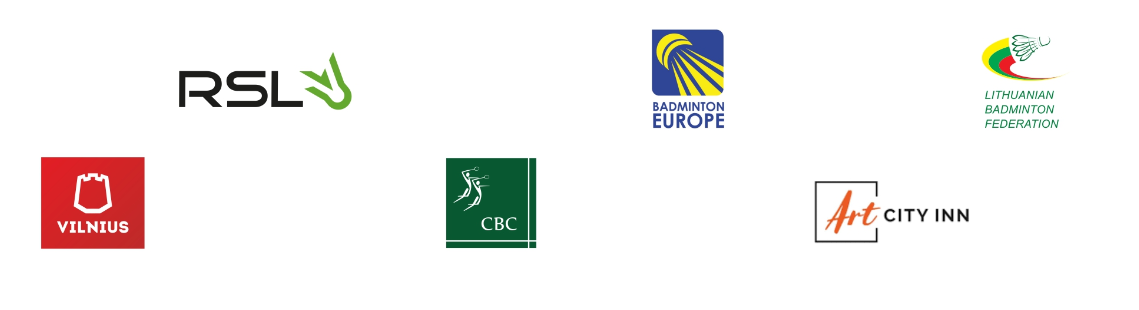 RSL
BADMINTON
EUROPE
LITHUANIAN
BADMINTON
FEDERATION
VILNIUS
CBC
Art CITY INN